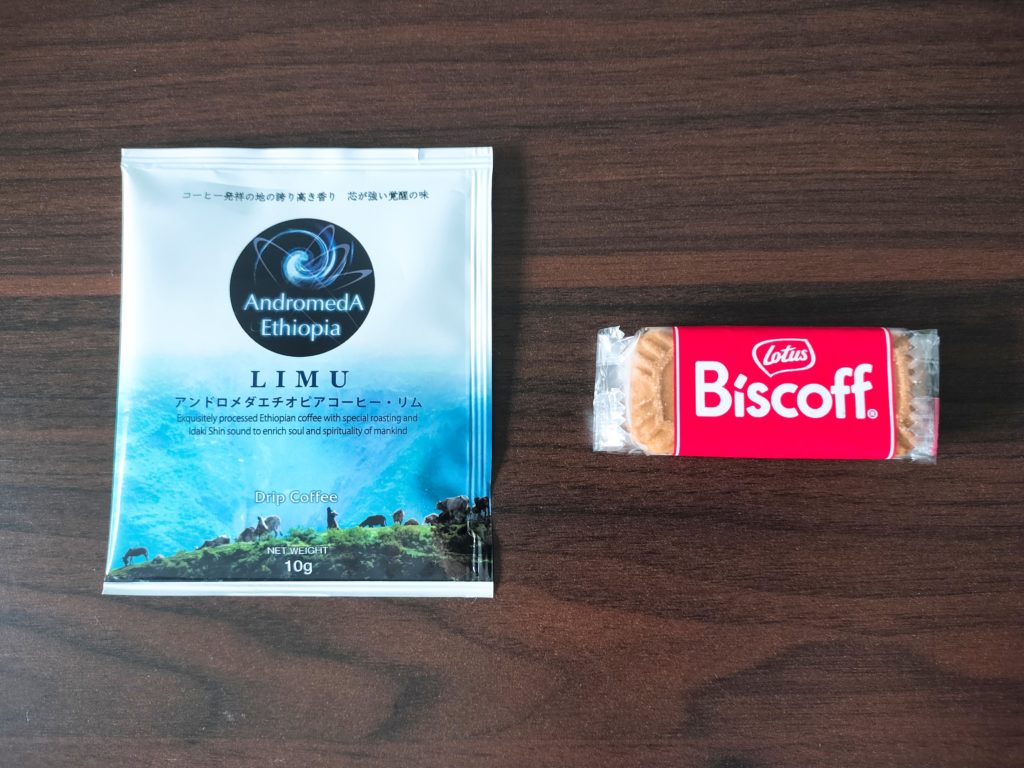 コーヒー発祥の地の誇り高き香り　芯が強い覚醒の味
AndromedA
Ethiopia
LIMU
アンドロメダエチオピアコーヒー・リム
Exquisitely processed Ethiopian coffee with special roasting and
Idaki Shin sound to enrich soul and spirituality of mankind
Drip Coffee
NET WEIGHT
10g
Lotus
Biscoff®